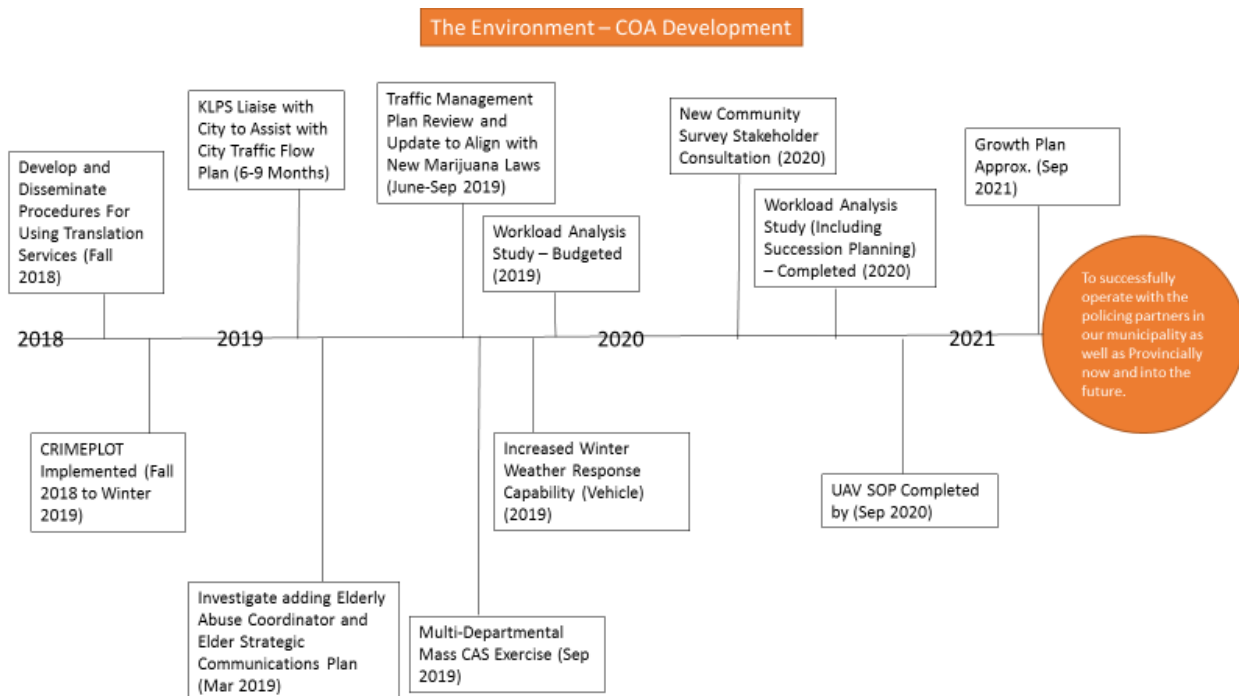 The Environment – COA Development
KLPS Liaise with
City to Assist with
City Traffic Flow
Plan (6-9 Months)
Traffic Management
Plan Review and
Update to Align with
New Marijuana Laws
(June-Sep 2019)
New Community
Survey Stakeholder
Consultation (2020)
Growth Plan
Approx. (Sep
2021)
Develop and
Disseminate
Procedures For
Using Translation
Services (Fall
2018)
Workload Analysis
Study – Budgeted
(2019)
Workload Analysis
Study (Including
Succession Planning)
– Completed (2020)
To successfully
operate with the
policing partners in
our municipality as
well as Provincially
now and into the
future.
2018
2019
2020
2021
CRIMEPLOT
Implemented (Fall
2018 to Winter
2019)
Increased Winter
Weather Response
Capability (Vehicle)
(2019)
UAV SOP Completed
by (Sep 2020)
Investigate adding Elderly
Abuse Coordinator and
Elder Strategic
Communications Plan
(Mar 2019)
Multi-Departmental
Mass CAS Exercise (Sep
2019)